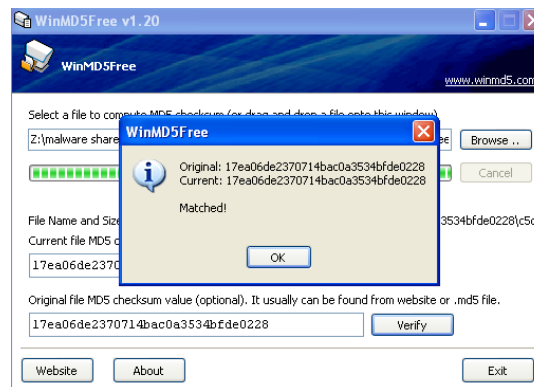 WinMD5Free v1.20
WinMD5Free
www.winmd5.com
Select a file to compute MD5 checksum (or drag and drop a file onto this window)
Z:\malware share
Browse ..
WinMD5Free
Original: 17ea06de2370714bac0a3534bfde0228
Current: 17ea06de2370714bac0a3534bfde0228
Matched!
OK
Cancel
File Name and Size
3534bfde0228\c5c
Current file MD5 c
17ea06de2370
Original file MD5 checksum value (optional). It usually can be found from website or .md5 file.
17ea06de2370714bac0a3534bfde0228
Verify
Website
About
Exit